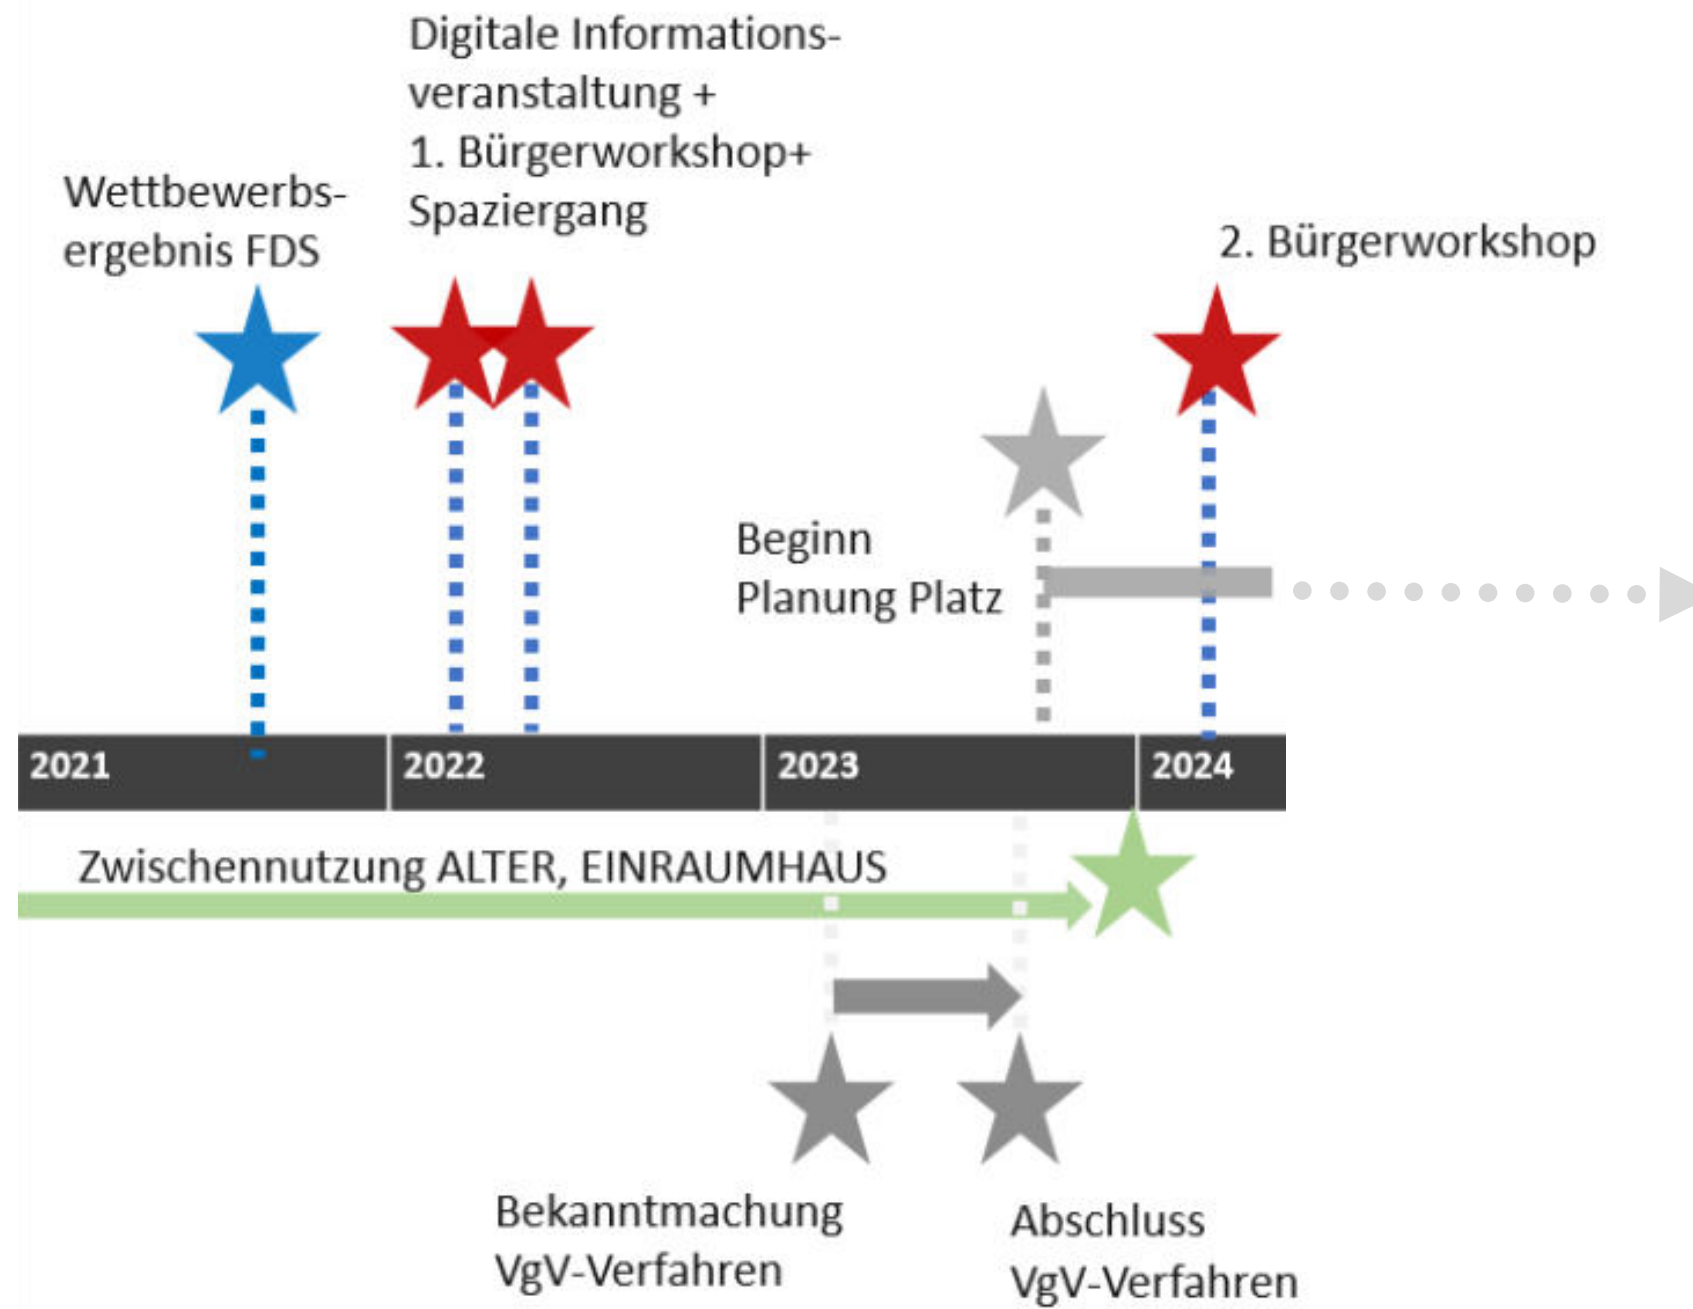 Digitale Informations-
veranstaltung +
1. Bürgerworkshop+
Spaziergang
Wettbewerbs-
ergebnis FDS
2. Bürgerworkshop
Beginn
Planung Platz
2021
2022
2023
2024
Zwischennutzung ALTER, EINRAUMHAUS
Bekanntmachung
VgV-Verfahren
Abschluss
VgV-Verfahren